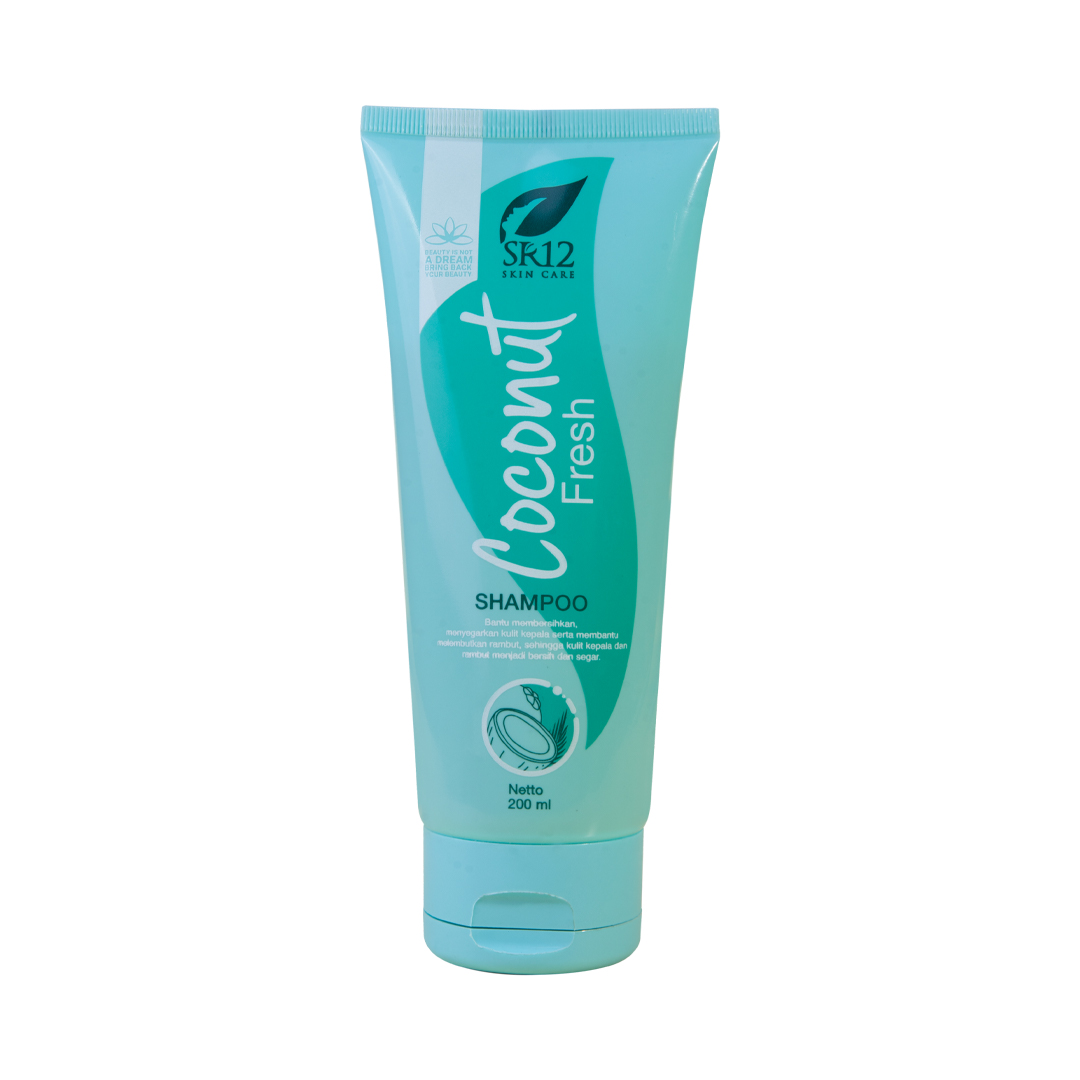 SR12
SKIN CARE
BEAUTY IS NOT
A DREAM
BRING BACK
YOUR BEAUTY
Coconut
Fresh
SHAMPOO
Bantu membersihkan,
menyegarkan kulit kepala serta membantu
melembutkan rambut, sehingga kulit kepala dan
rambut menjadi bersih dan segar.
Netto
200 ml